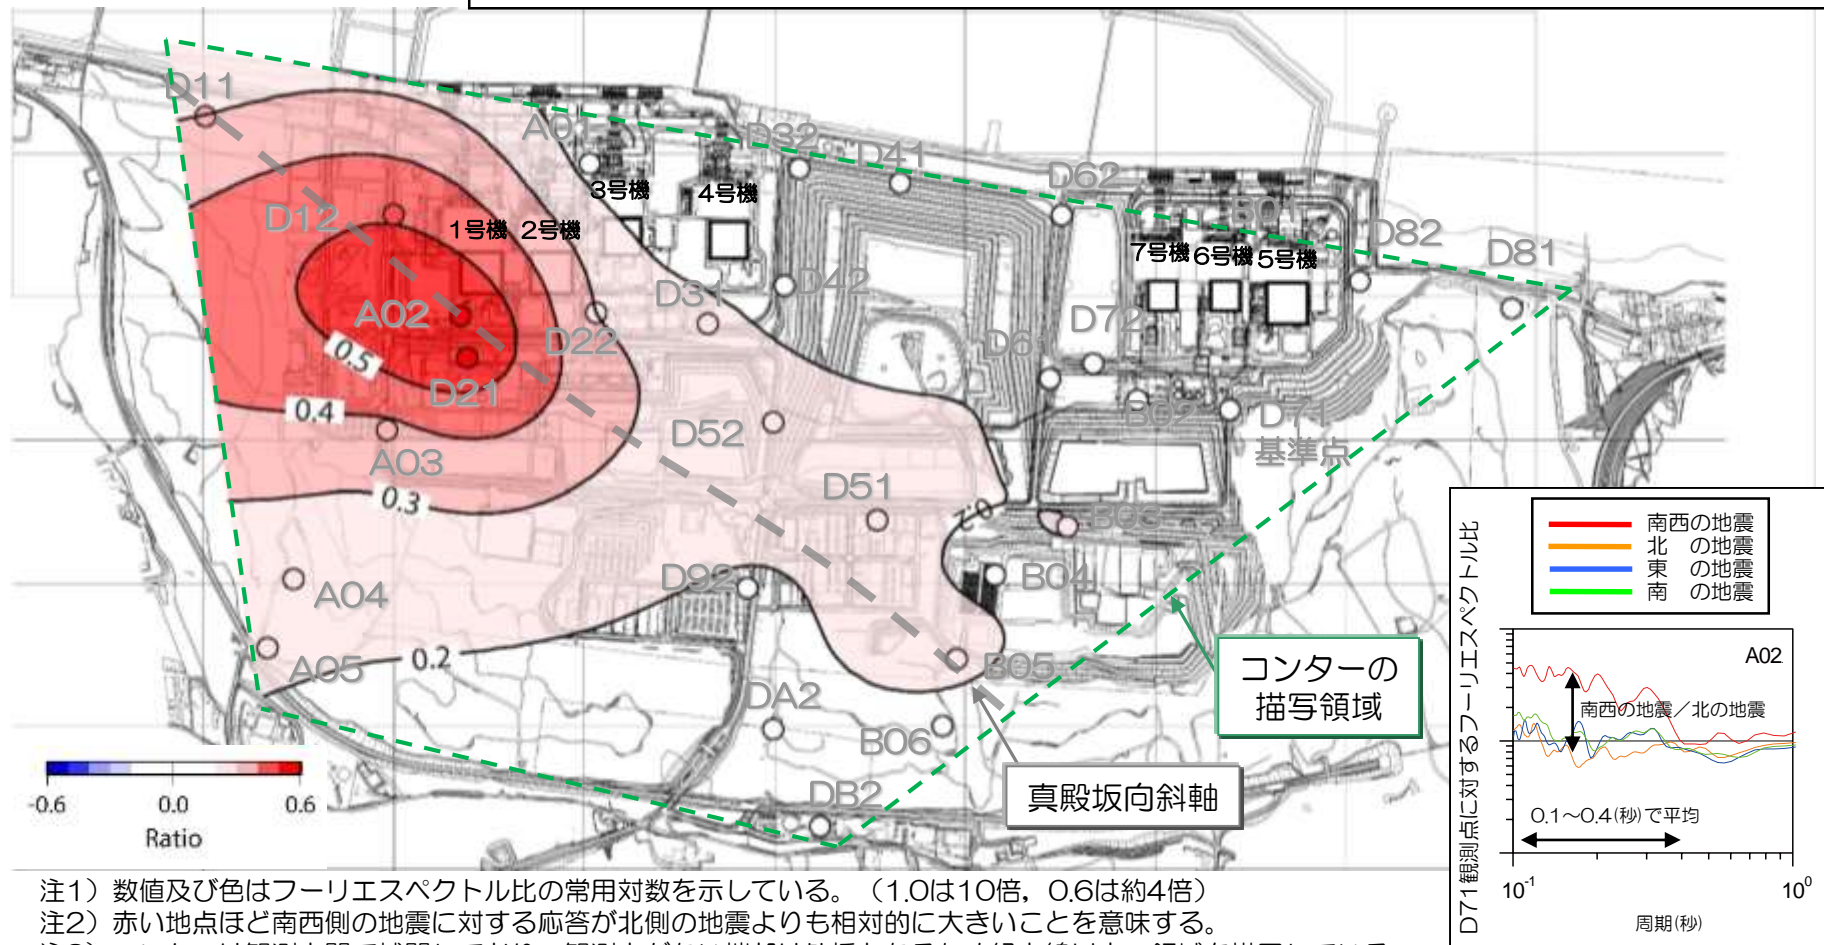 D11
A01
D32
D41
3号機
4号機
D62
B01
D82
D81
D12
1号機 2号機
7号機
6号機
5号機
D31
D42
A02
D22
D72
0.5
D21
0.4
D52
B02
D71
基準点
A03
0.3
D51
0.2
B03
D92
B04
A04
0.2
A05
B05
DA2
B06
DB2
コンターの
描写領域
真殿坂向斜軸
-0.6
0.0
0.6
Ratio
南西の地震
北 の地震
東 の地震
南 の地震
D71観測点に対するフーリエスペクトル比
A02
南西の地震/北の地震
0.1~0.4(秒)で平均
10-1
100
周期(秒)
注1)数値及び色はフーリエスペクトル比の常用対数を示している。(1.0は10倍,0.6は約4倍)
注2)赤い地点ほど南西側の地震に対する応答が北側の地震よりも相対的に大きいことを意味する。